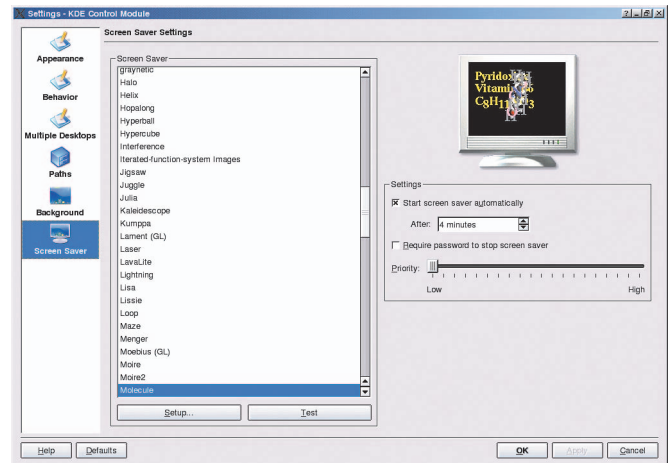 Settings - KDE Control Module
Screen Saver Settings
Appearance
Behavior
Multiple Desktops
Paths
Background
Screen Saver
Screen Saver
graynetic
Halo
Helix
Hopalong
Hyperball
Hypercube
Interference
Iterated-function-system Images
Jigsaw
Juggle
Julia
Kaleidescope
Kumppa
Lament (GL)
Laser
LavaLite
Lightning
Lisa
Lissie
Loop
Maze
Menger
Moebius (GL)
Moire
Moire2
Molecule
Setup...
Test
Settings
Start screen saver automatically
After: 4 minutes
Require password to stop screen saver
Priority:
Low High
Help Defaults OK Apply Cancel